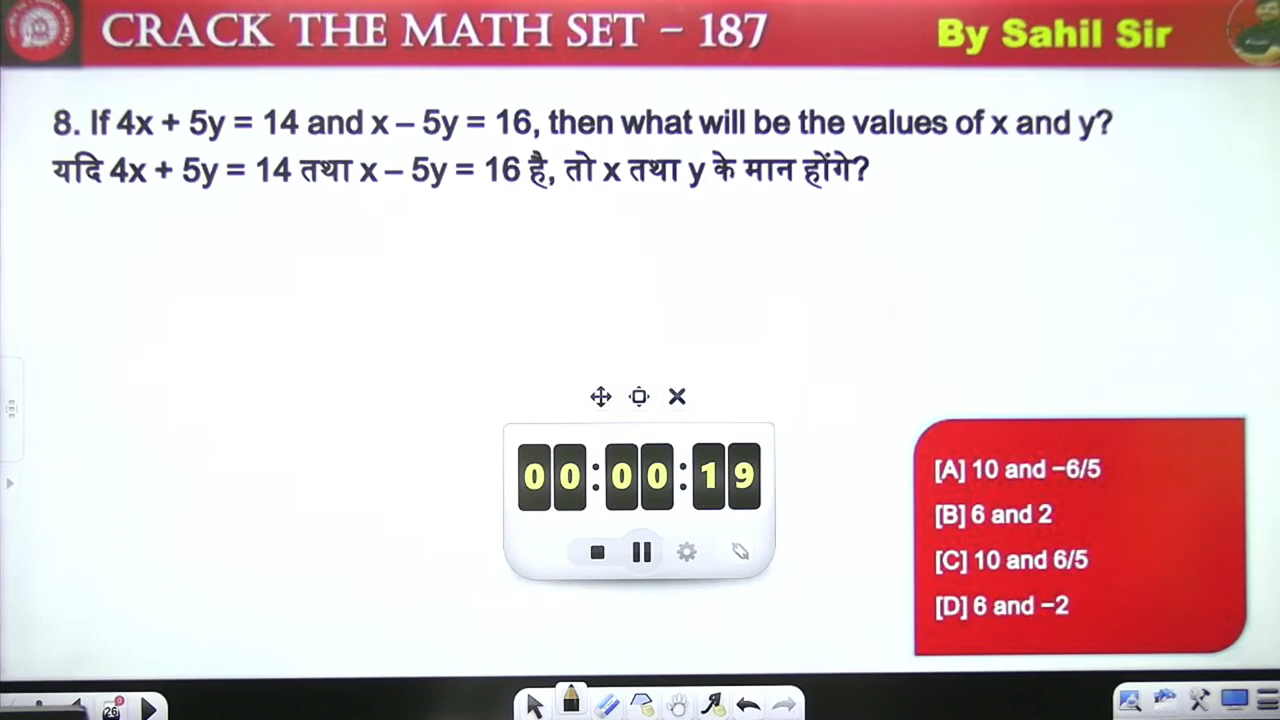 CRACK THE MATH SET – 187
By Sahil Sir
8. If 4x + 5y = 14 and x – 5y = 16, then what will be the values of x and y?
यदि 4x + 5y = 14 तथा x – 5y = 16 है, तो x तथा y के मान होंगे?
00:00:19
[A] 10 and −6/5
[B] 6 and 2
[C] 10 and 6/5
[D] 6 and −2
26